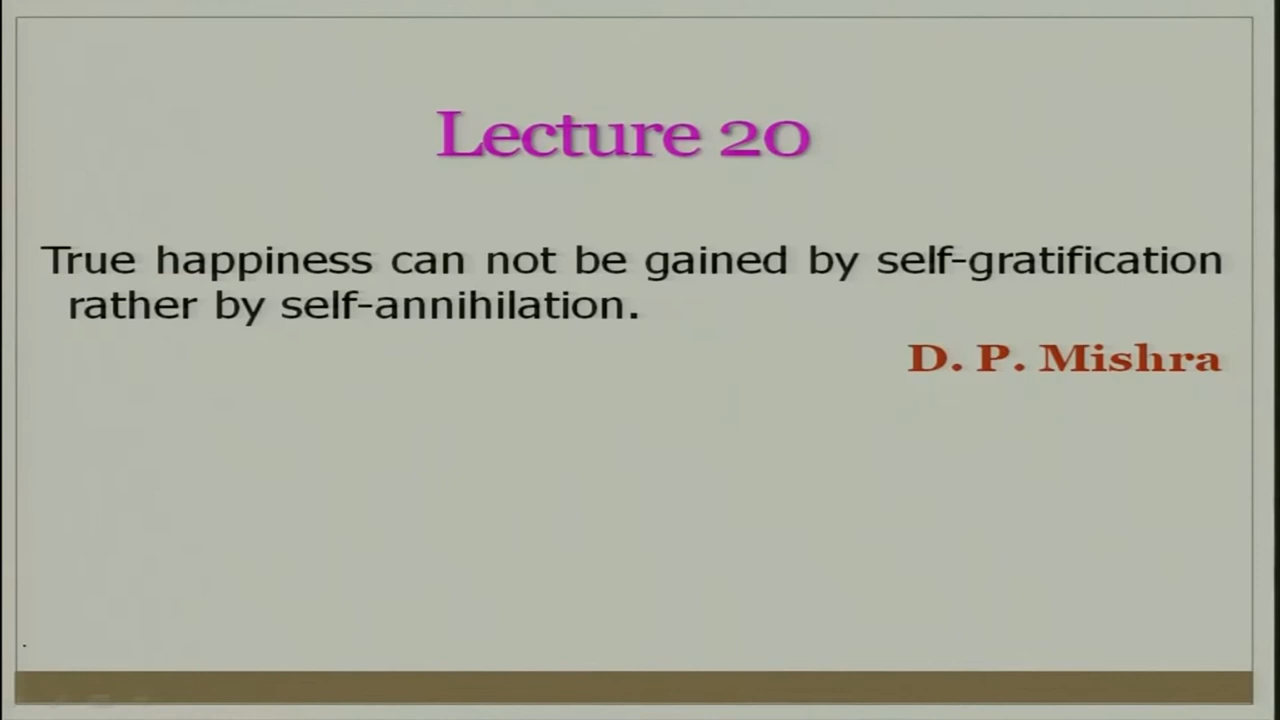 Lecture 20
True happiness can not be gained by self-gratification
rather by self-annihilation.
D. P. Mishra